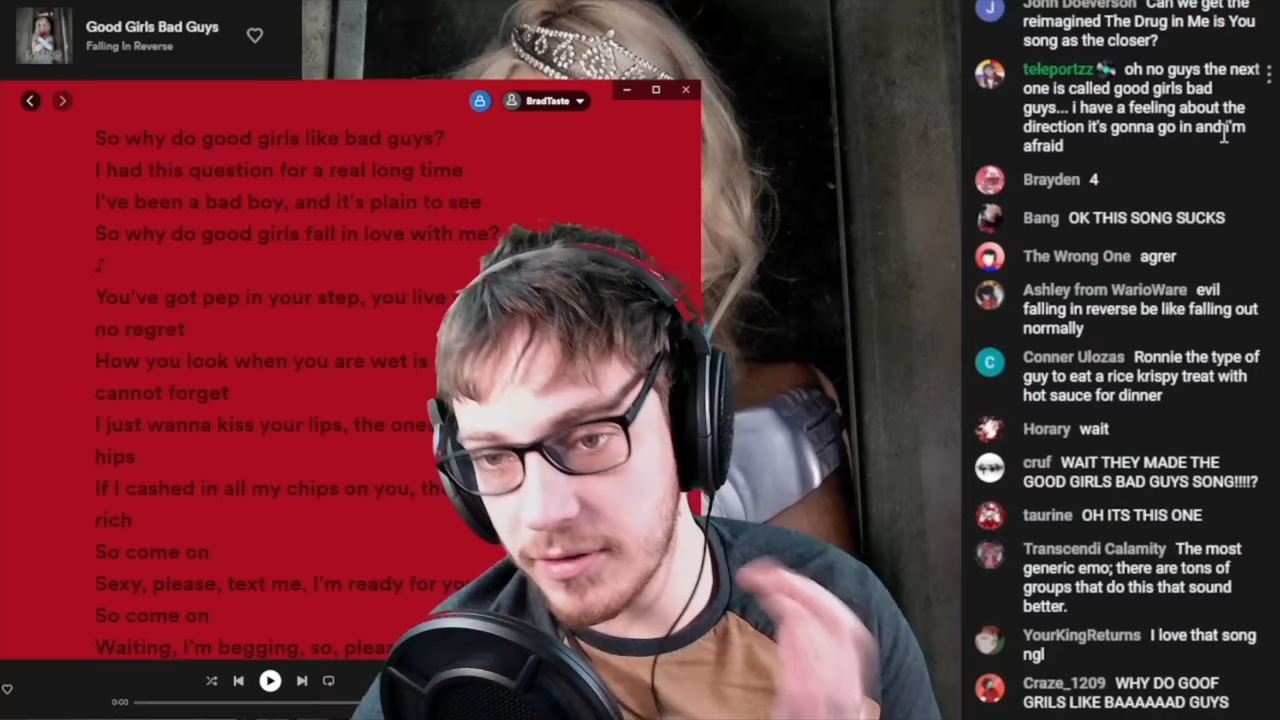 Good Girls Bad Guys
Falling In Reverse
BradTaste
So why do good girls like bad guys?
I had this question for a real long time
I've been a bad boy, and it's plain to see
So why do good girls fall in love with me?
♪
You've got pep in your step, you live
no regret
How you look when you are wet is
cannot forget
I just wanna kiss your lips, the ones
hips
If I cashed in all my chips on you,
rich
So come on
Sexy, please, text me, I'm ready for you
So come on
Waiting, I'm begging, so, please
0:00
John Doeverson Can we get the
reimagined The Drug in Me is You
song as the closer?
teleportzz oh no guys the next
one is called good girls bad
guys... i have a feeling about the
direction it's gonna go in and i'm
afraid
Brayden 4
Bang OK THIS SONG SUCKS
The Wrong One agrer
Ashley from WarioWare evil
falling in reverse be like falling out
normally
Conner Ulozas Ronnie the type of
guy to eat a rice krispy treat with
hot sauce for dinner
Horary wait
cruf WAIT THEY MADE THE
GOOD GIRLS BAD GUYS SONG!!!!?
taurine OH ITS THIS ONE
Transcendi Calamity The most
generic emo; there are tons of
groups that do this that sound
better.
YourKingReturns I love that song
ngl
Craze_1209 WHY DO GOOF
GRILS LIKE BAAAAAAD GUYS